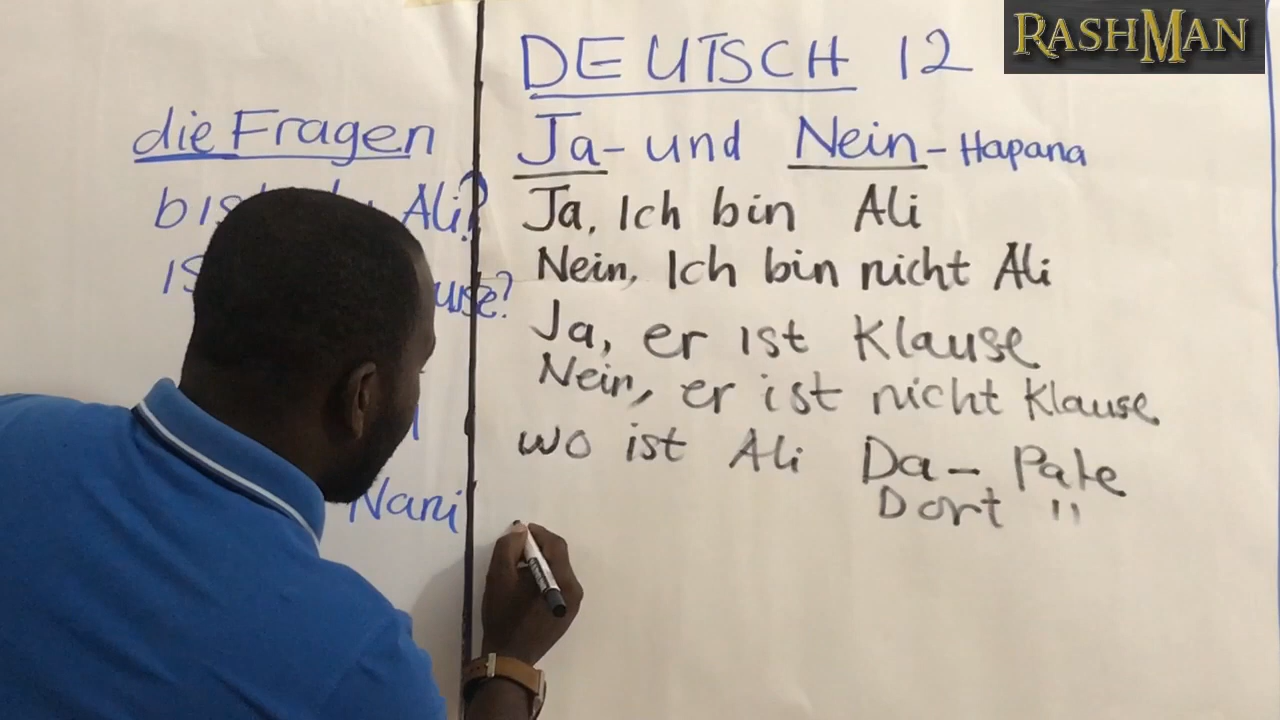 RASHMAN
DEUTSCH 12
die Fragen
Ja - und Nein - Hapana
Ali?
Ja, Ich bin Ali
Nein, Ich bin nicht Ali
Ja, er ist Klause
Nein, er ist nicht Klause
wo ist Ali Da - Pale
Dort "
Nani